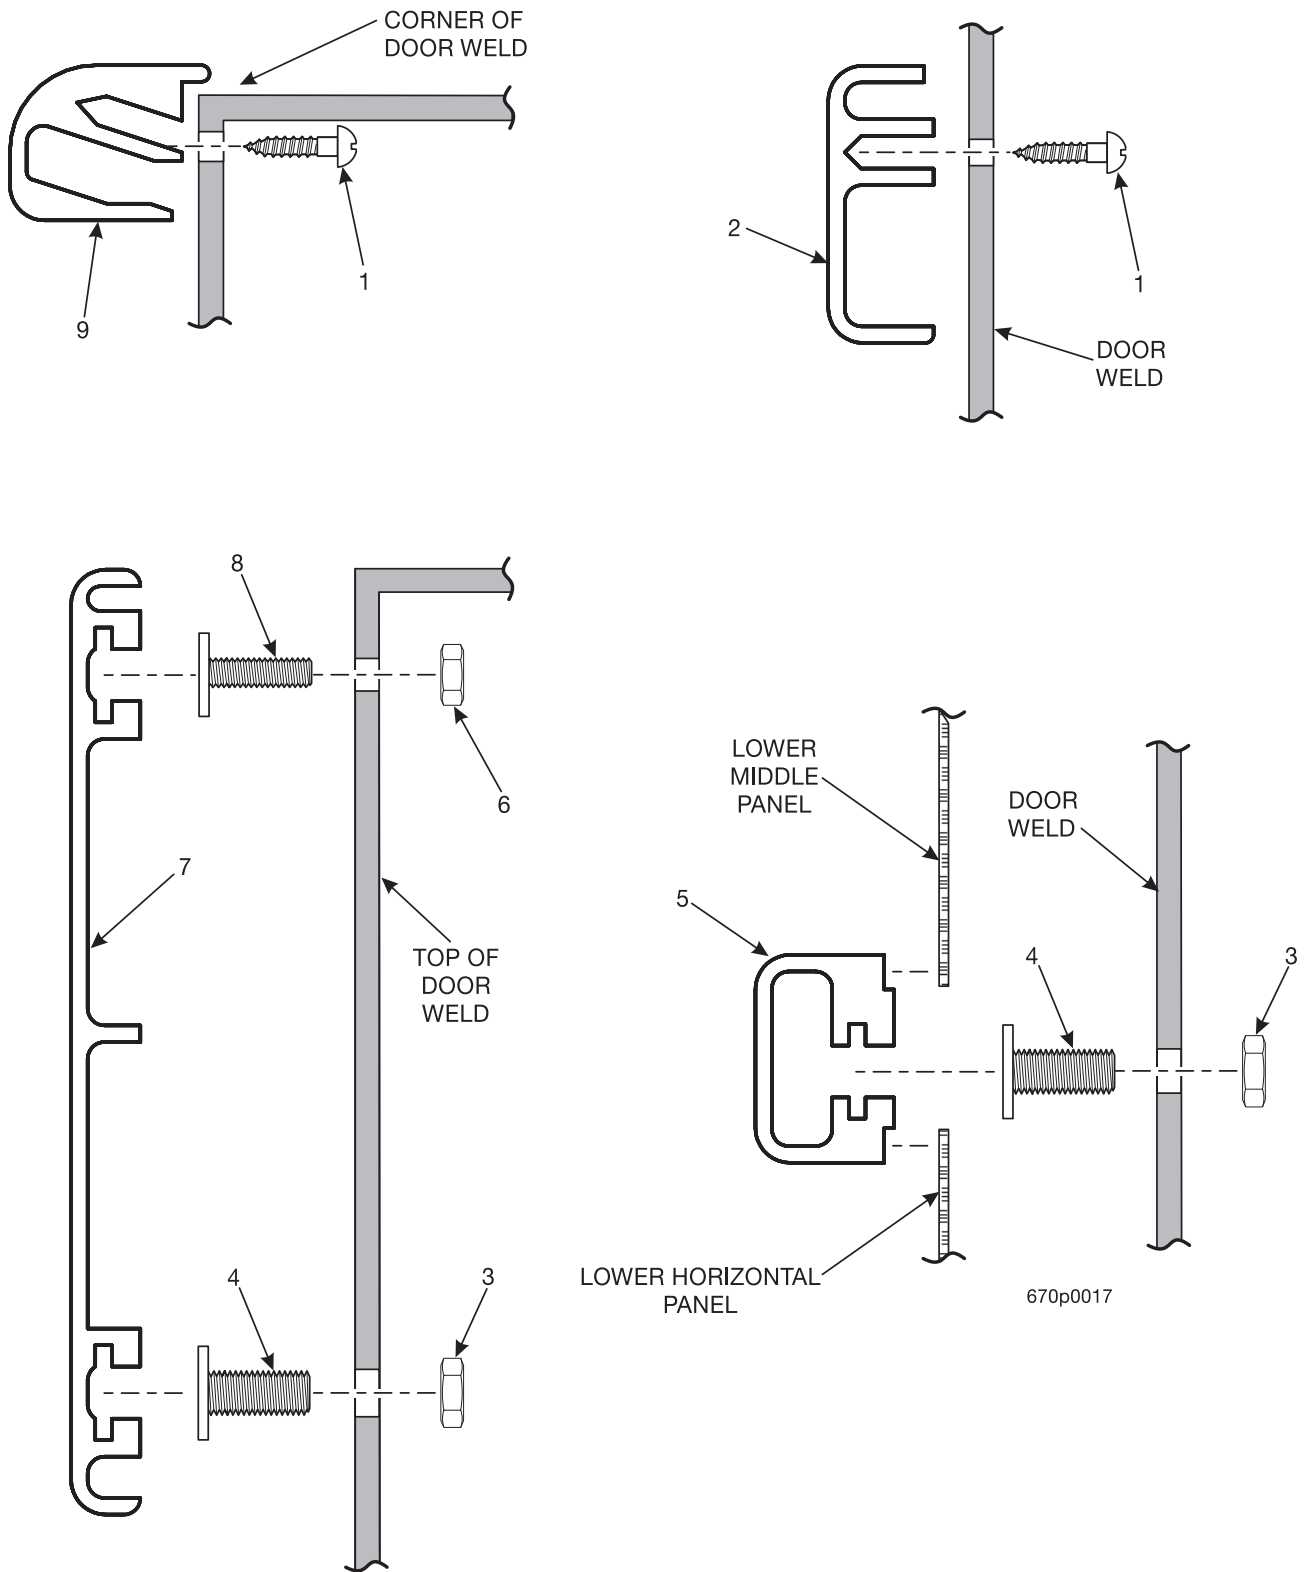 CORNER OF
DOOR WELD
1
9
2
1
DOOR
WELD
8
6
7
TOP OF
DOOR
WELD
4
3
LOWER
MIDDLE
PANEL
DOOR
WELD
5
4
3
LOWER HORIZONTAL
PANEL
670p0017